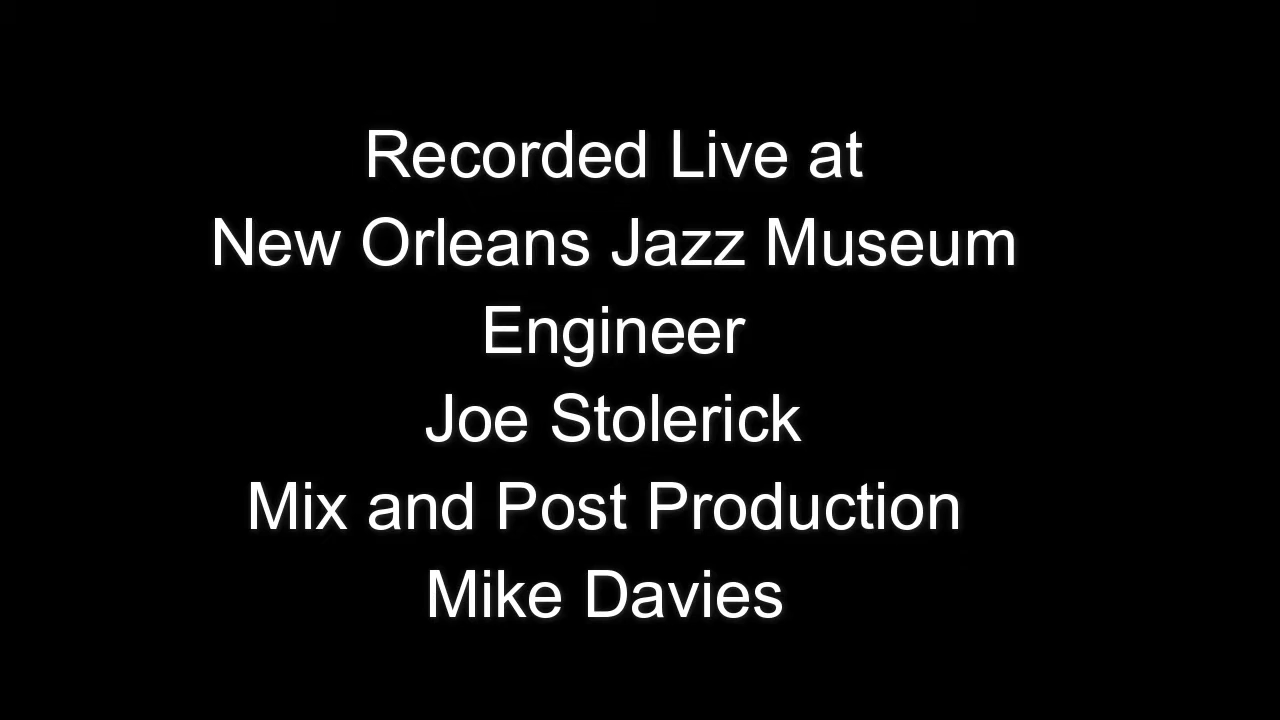 Recorded Live at
New Orleans Jazz Museum
Engineer
Joe Stolerick
Mix and Post Production
Mike Davies